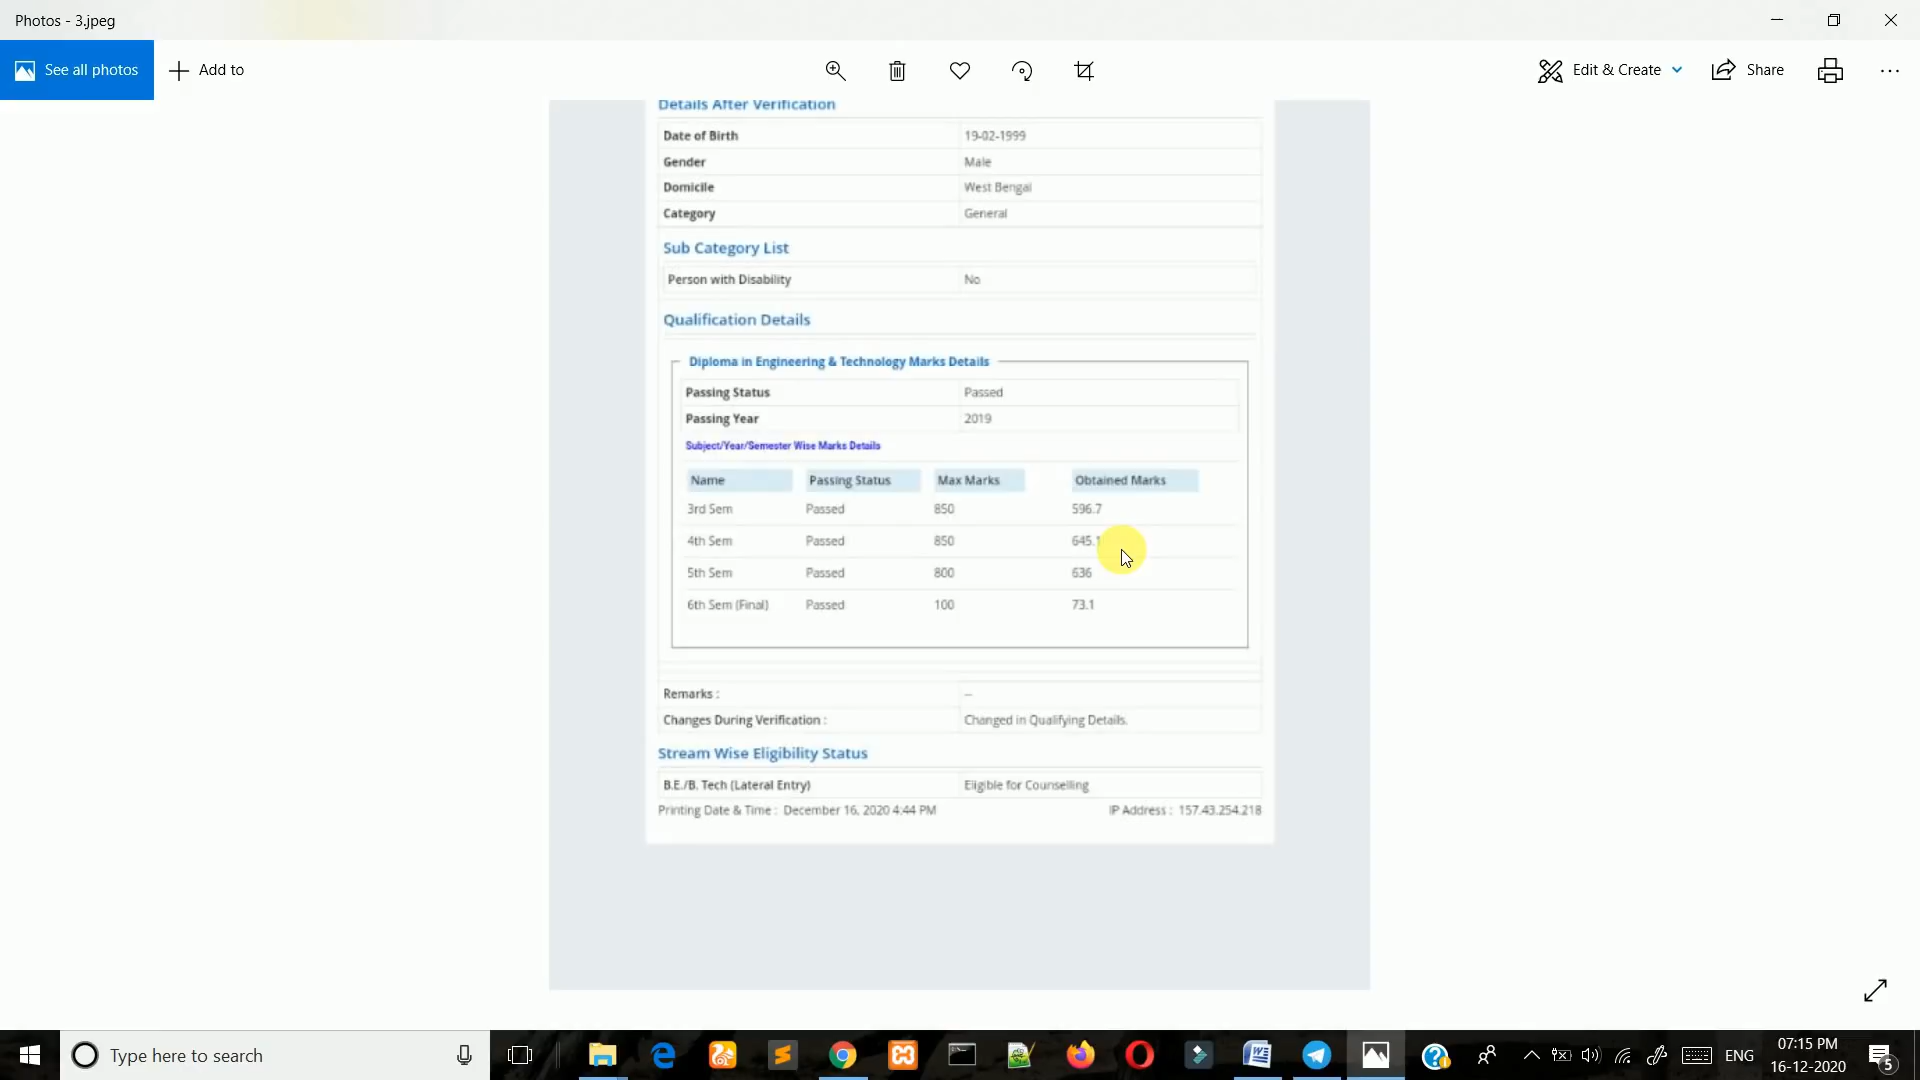 Photos - 3.jpeg
See all photos
Add to
Edit & Create
Share
Details After Verification
Date of Birth 19-02-1999
Gender Male
Domicile West Bengal
Category General
Sub Category List
Person with Disability No
Qualification Details
Diploma in Engineering & Technology Marks Details
Passing Status Passed
Passing Year 2019
Subject/Year/Semester Wise Marks Details
Name Passing Status Max Marks Obtained Marks
3rd Sem Passed 850 596.7
4th Sem Passed 850 645.1
5th Sem Passed 800 636
6th Sem (Final) Passed 100 73.1
Remarks : --
Changes During Verification : Changed in Qualifying Details.
Stream Wise Eligibility Status
B.E./B. Tech (Lateral Entry) Eligible for Counselling
Printing Date & Time : December 16, 2020 4:44 PM IP Address : 157.43.254.218
Type here to search
ENG
07:15 PM
16-12-2020
5